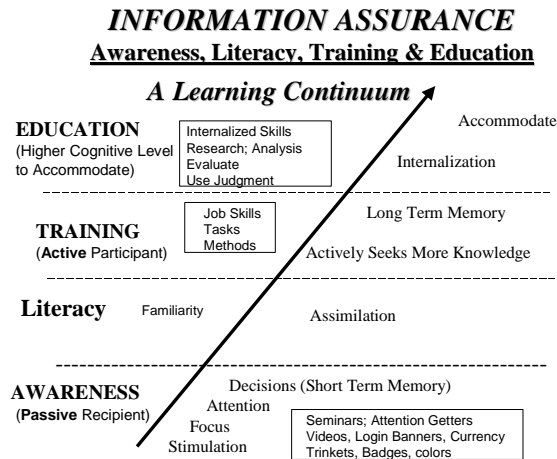 INFORMATION ASSURANCE
Awareness, Literacy, Training & Education
A Learning Continuum
EDUCATION
(Higher Cognitive Level
to Accommodate)
Internalized Skills
Research; Analysis
Evaluate
Use Judgment
Accommodate
Internalization
TRAINING
(Active Participant)
Job Skills
Tasks
Methods
Long Term Memory
Actively Seeks More Knowledge
Literacy
Familiarity
Assimilation
AWARENESS
(Passive Recipient)
Decisions (Short Term Memory)
Attention
Focus
Stimulation
Seminars; Attention Getters
Videos, Login Banners, Currency
Trinkets, Badges, colors